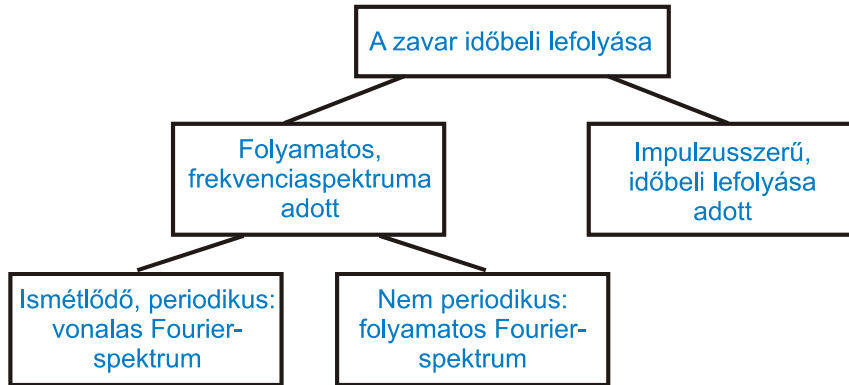 A zavar időbeli lefolyása
Folyamatos,
frekvenciaspektruma
adott
Impulzusszerű,
időbeli lefolyása
adott
Ismétlődő, periodikus:
vonalas Fourier-
spektrum
Nem periodikus:
folyamatos Fourier-
spektrum